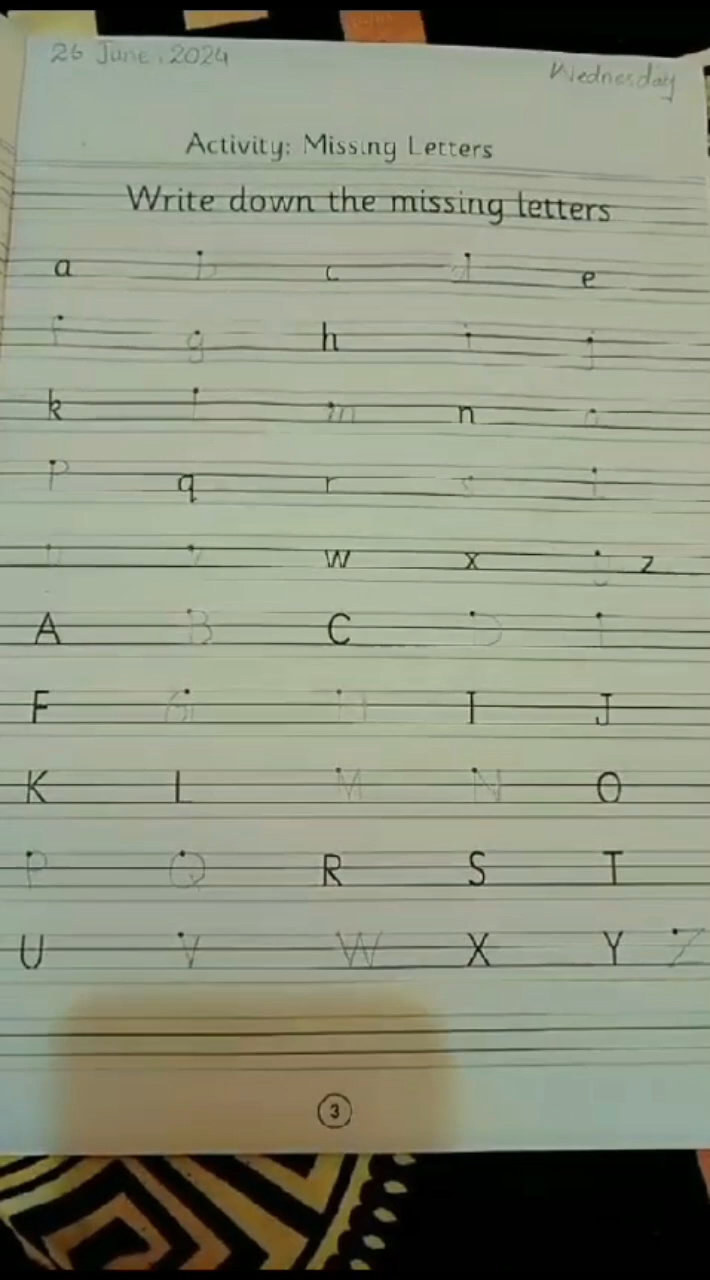 26 June, 2024
Wednesday
Activity: Missing Letters
Write down the missing letters
a b c d e
f g h i j
k l m n o
p q r s t
u v w x y z
A B C D
F G H I J
K L M N O
P Q R S T
U V W X Y Z
3